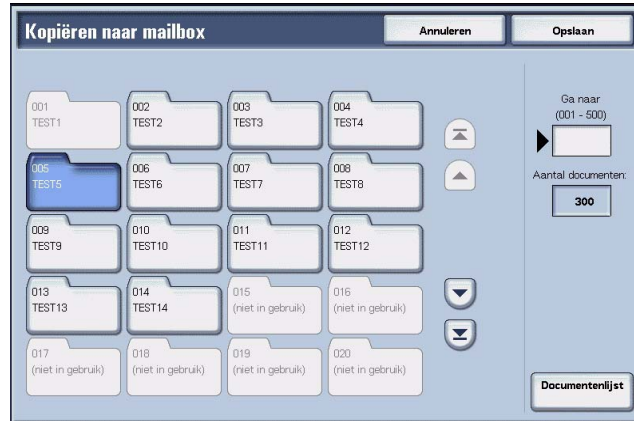 Kopiëren naar mailbox
Annuleren
Opslaan
001
TEST1
002
TEST2
003
TEST3
004
TEST4
005
TEST5
006
TEST6
007
TEST7
008
TEST8
009
TEST9
010
TEST10
011
TEST11
012
TEST12
013
TEST13
014
TEST14
015
(niet in gebruik)
016
(niet in gebruik)
017
(niet in gebruik)
018
(niet in gebruik)
019
(niet in gebruik)
020
(niet in gebruik)
Ga naar
(001 - 500)
Aantal documenten:
300
Documentenlijst